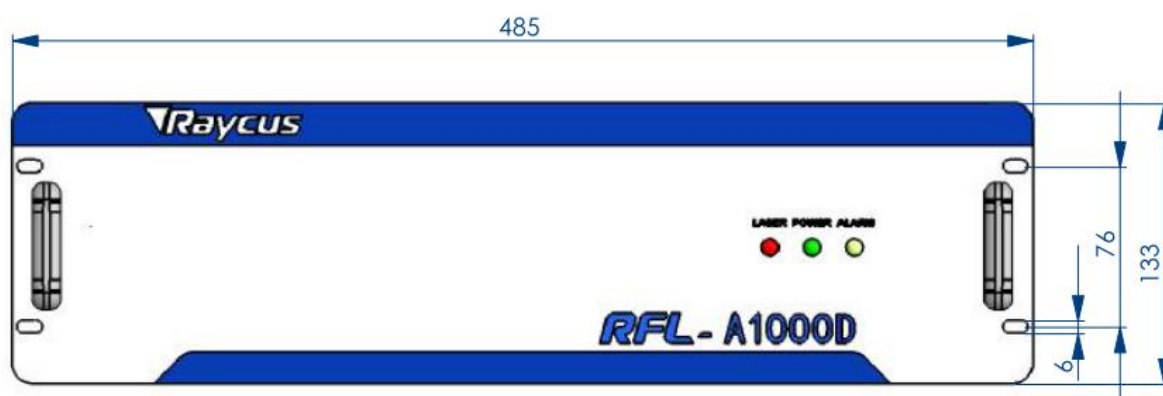 485
Raycus
LASER POWER ALARM
76
133
RFL-A1000D
6